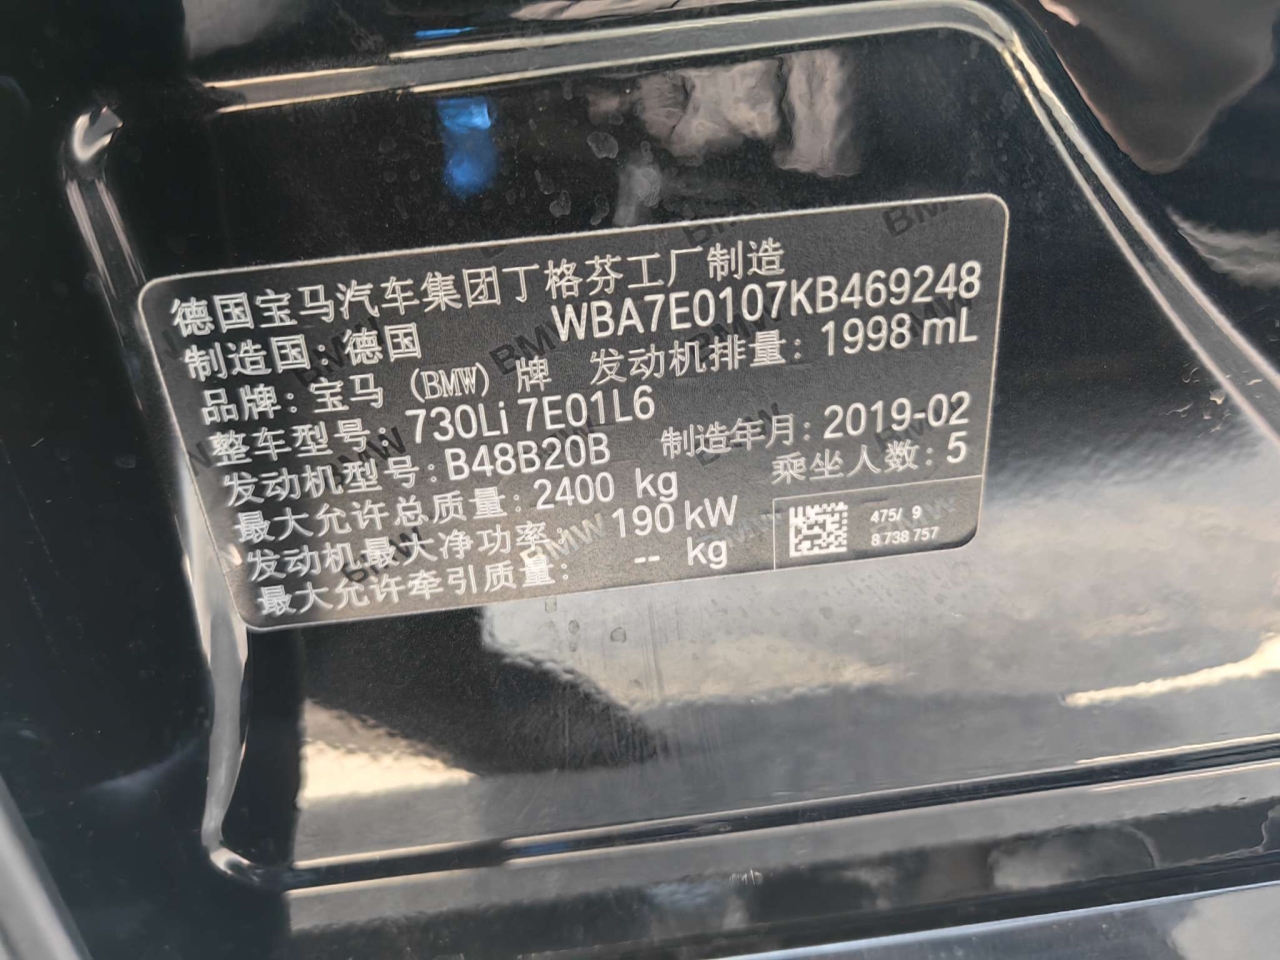 德国宝马汽车集团丁格芬工厂制造
制造国：德国 WBA7E0107KB469248
品牌：宝马（BMW）牌 发动机排量：1998 mL
整车型号：730Li 7E01L6
发动机型号：B48B20B 制造年月：2019-02
最大允许总质量：2400 kg 乘坐人数：5
发动机最大净功率：190 kW
最大允许牵引质量： -- kg
475/ 9
8 738 757